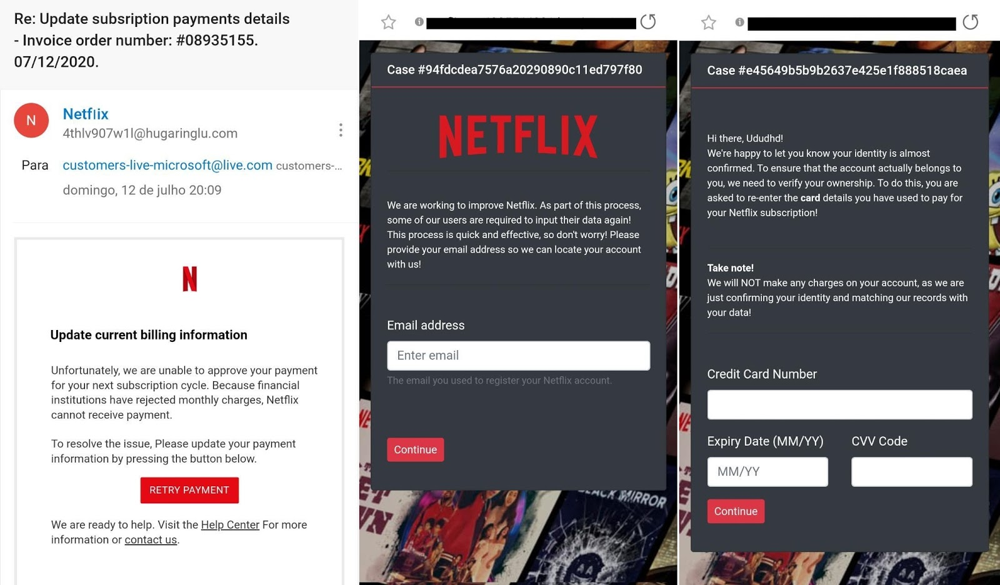 Re: Update subsription payments details
- Invoice order number: #08935155.
07/12/2020.
N
Netflix
4thlv907w1l@hugaringlu.com
Para customers-live-microsoft@live.com customers-...
domingo, 12 de julho 20:09
N
Update current billing information
Unfortunately, we are unable to approve your payment
for your next subscription cycle. Because financial
institutions have rejected monthly charges, Netflix
cannot receive payment.
To resolve the issue, Please update your payment
information by pressing the button below.
RETRY PAYMENT
We are ready to help. Visit the Help Center For more
information or contact us.
Case #94fdcdea7576a20290890c11ed797f80
NETFLIX
We are working to improve Netflix. As part of this process,
some of our users are required to input their data again!
This process is quick and effective, so don't worry! Please
provide your email address so we can locate your account
with us!
Email address
Enter email
The email you used to register your Netflix account.
Continue
BLACK MIRROR
Case #e45649b5b9b2637e425e1f888518caea
Hi there, Ududhd!
We're happy to let you know your identity is almost
confirmed. To ensure that the account actually belongs to
you, we need to verify your ownership. To do this, you are
asked to re-enter the card details you have used to pay for
your Netflix subscription!
Take note!
We will NOT make any charges on your account, as we are
just confirming your identity and matching our records with
your data!
Credit Card Number
Expiry Date (MM/YY) CVV Code
MM/YY
Continue